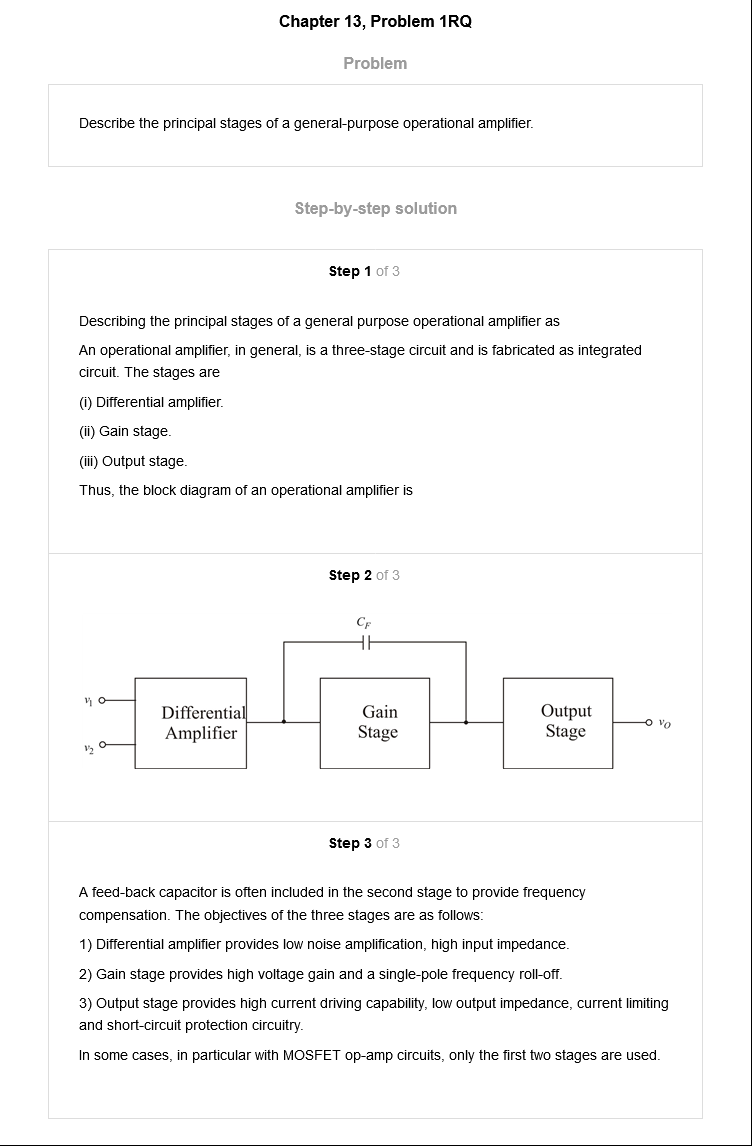 Chapter 13, Problem 1RQ
Problem
Describe the principal stages of a general-purpose operational amplifier.
Step-by-step solution
Step 1 of 3
Describing the principal stages of a general purpose operational amplifier as
An operational amplifier, in general, is a three-stage circuit and is fabricated as integrated
circuit. The stages are
(i) Differential amplifier.
(ii) Gain stage.
(iii) Output stage.
Thus, the block diagram of an operational amplifier is
Step 2 of 3
C_F
v_1
v_2
Differential
Amplifier
Gain
Stage
Output
Stage
v_O
Step 3 of 3
A feed-back capacitor is often included in the second stage to provide frequency
compensation. The objectives of the three stages are as follows:
1) Differential amplifier provides low noise amplification, high input impedance.
2) Gain stage provides high voltage gain and a single-pole frequency roll-off.
3) Output stage provides high current driving capability, low output impedance, current limiting
and short-circuit protection circuitry.
In some cases, in particular with MOSFET op-amp circuits, only the first two stages are used.